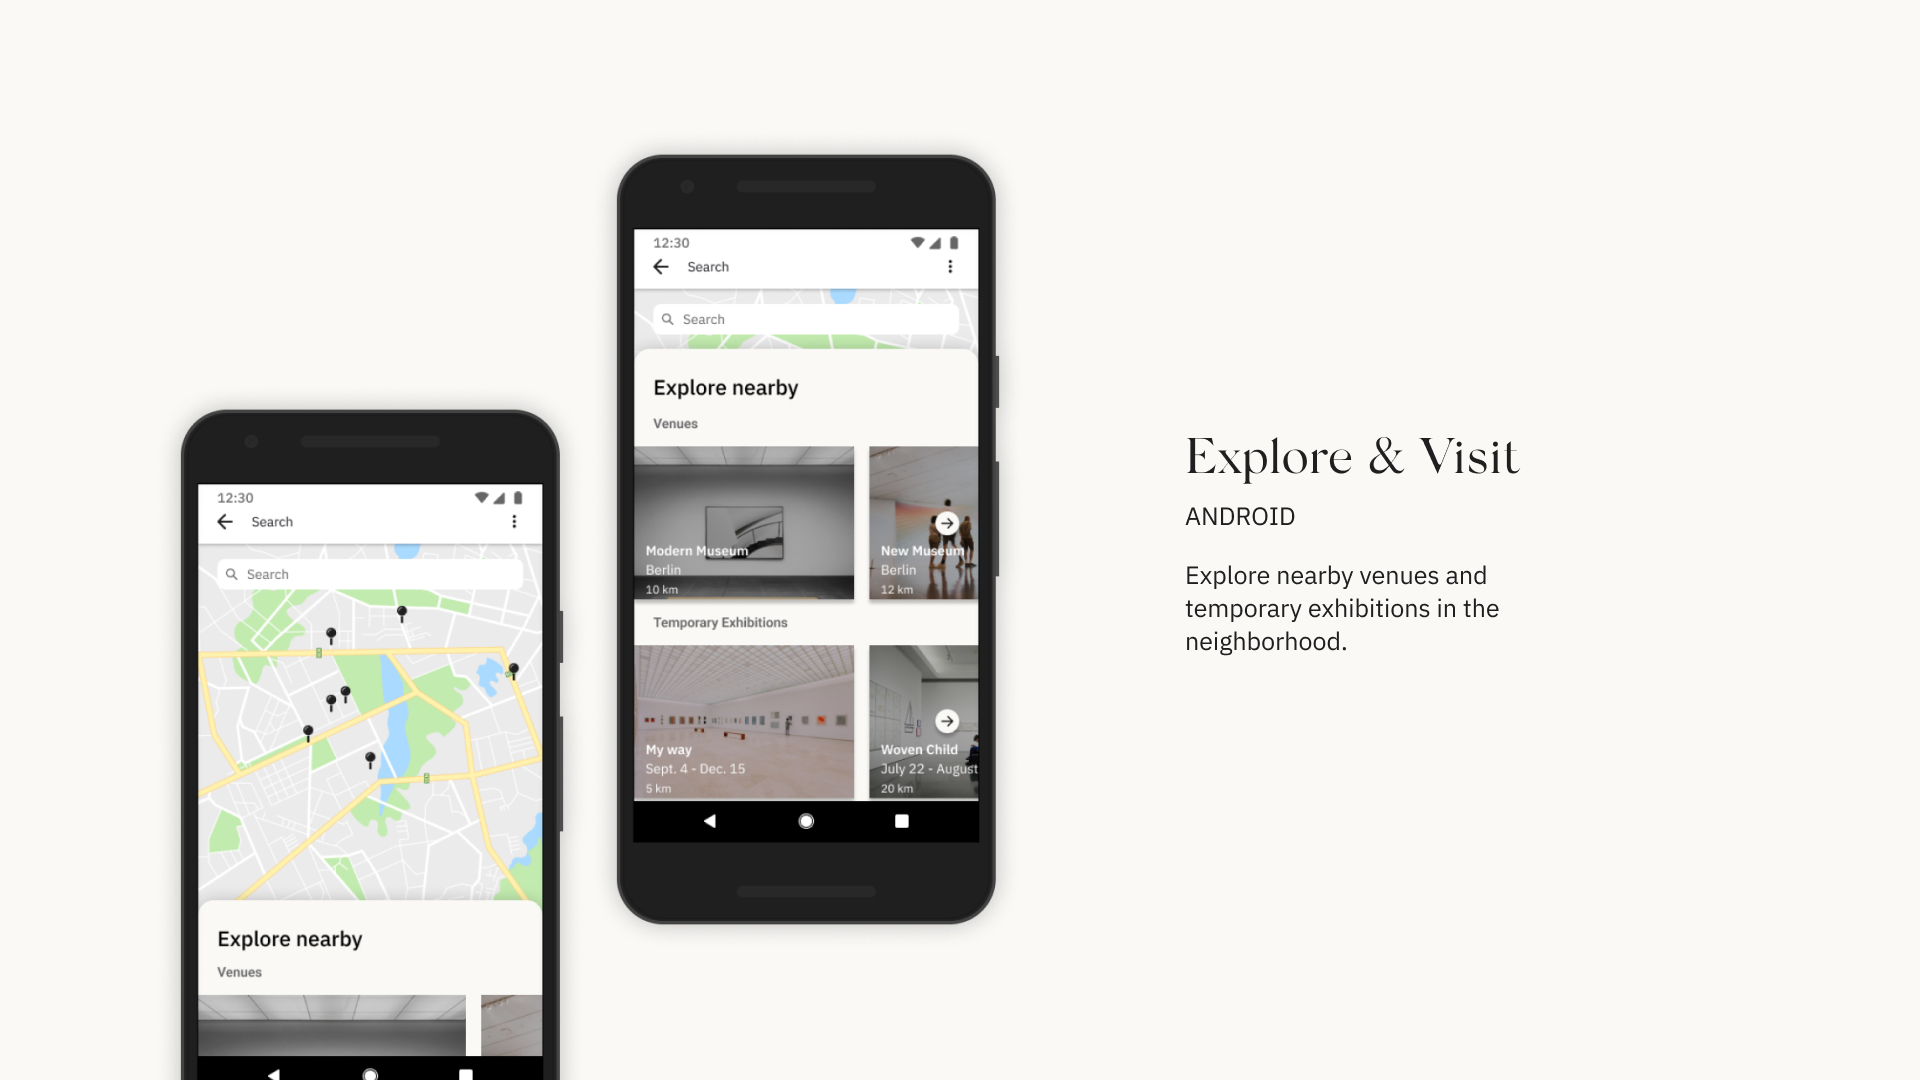 12:30
Search
Search
Explore nearby
Venues
12:30
Search
Search
Explore nearby
Venues
Modern Museum
Berlin
10 km
New Museum
Berlin
12 km
Temporary Exhibitions
My way
Sept. 4 - Dec. 15
5 km
Woven Child
July 22 - August
20 km
Explore & Visit
ANDROID
Explore nearby venues and
temporary exhibitions in the
neighborhood.